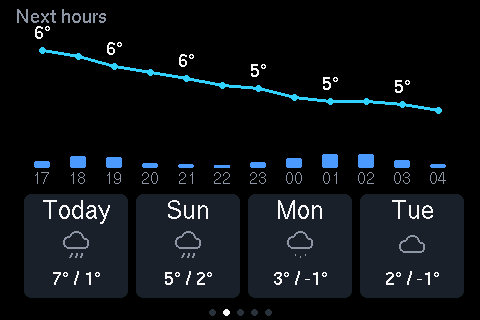 Next hours
6° 6° 6° 5° 5° 5°
17 18 19 20 21 22 23 00 01 02 03 04
Today Sun Mon Tue
7° / 1° 5° / 2° 3° / -1° 2° / -1°